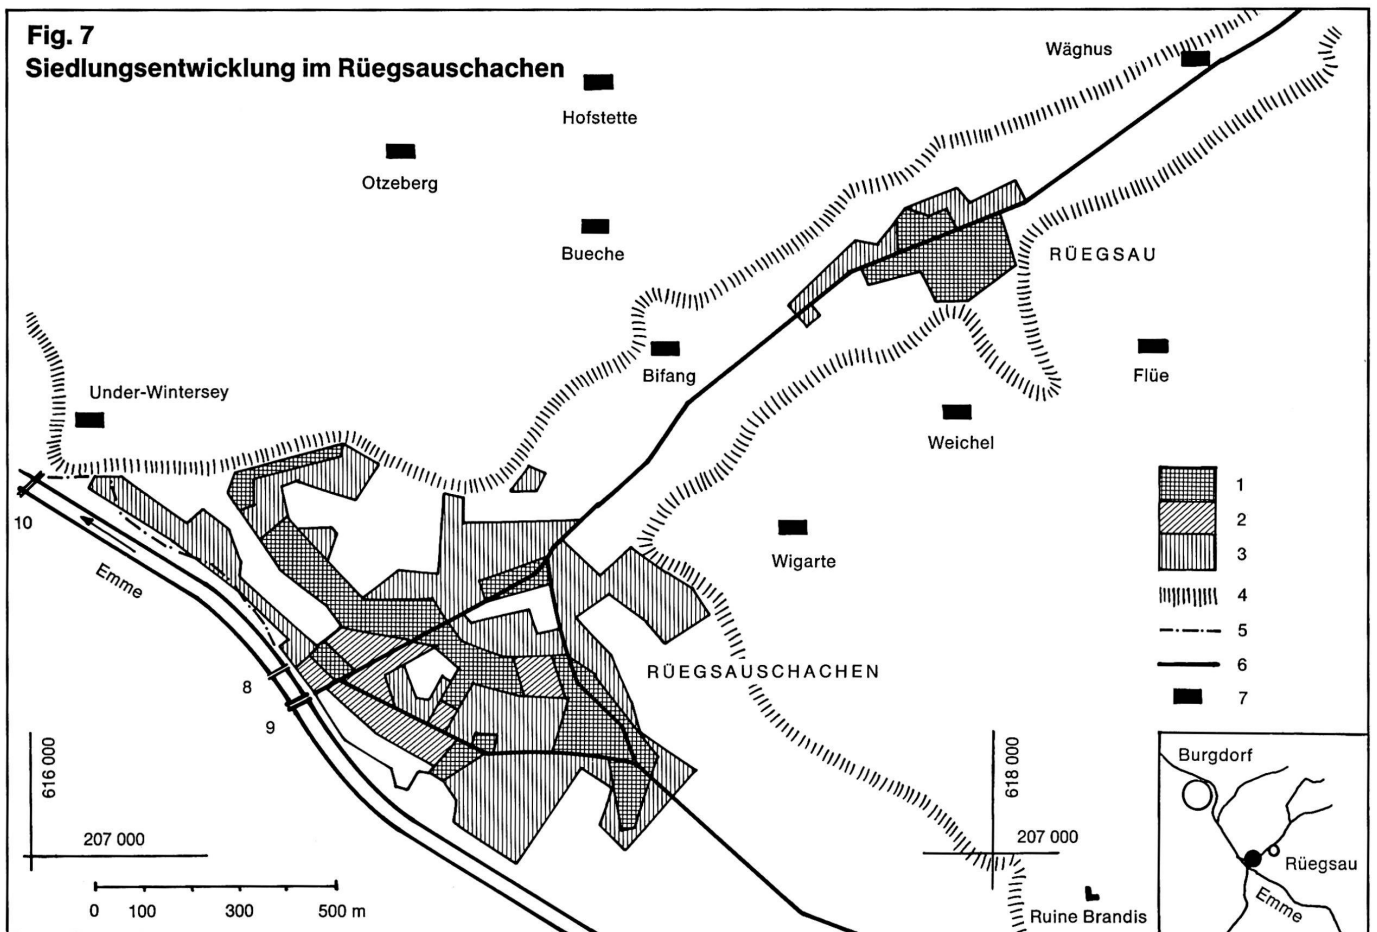 Fig. 7
Siedlungsentwicklung im Rüegsauschachen
Wäghus
Hofstette
Otzeberg
Bueche
RÜEGSAU
Bifang
Flüe
Under-Wintersey
Weichel
1
2
3
4
5
6
7
10
Emme
Wigarte
RÜEGSAUSCHACHEN
8
9
616 000
207 000
618 000
207 000
0 100 300 500 m
Ruine Brandis
Burgdorf
Rüegsau
Emme